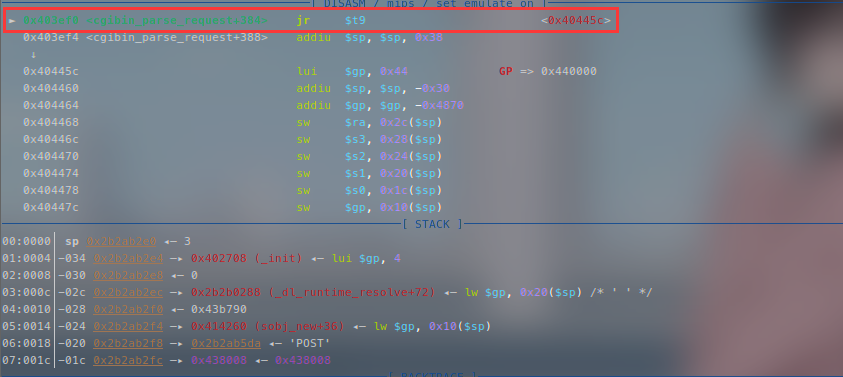 [ DISASM / mips / set emulate on ]
► 0x403ef0 <cgibin_parse_request+384> jr $t9 <0x40445c>
0x403ef4 <cgibin_parse_request+388> addiu $sp, $sp, 0x38
↓
0x40445c lui $gp, 0x44 GP => 0x440000
0x404460 addiu $sp, $sp, -0x30
0x404464 addiu $gp, $gp, -0x4870
0x404468 sw $ra, 0x2c($sp)
0x40446c sw $s3, 0x28($sp)
0x404470 sw $s2, 0x24($sp)
0x404474 sw $s1, 0x20($sp)
0x404478 sw $s0, 0x1c($sp)
0x40447c sw $gp, 0x10($sp)
[ STACK ]
00:0000│ sp 0x2b2ab2e0 ◂— 3
01:0004│-034 0x2b2ab2e4 —▸ 0x402708 (_init) ◂— lui $gp, 4
02:0008│-030 0x2b2ab2e8 ◂— 0
03:000c│-02c 0x2b2ab2ec —▸ 0x2b2b0288 (_dl_runtime_resolve+72) ◂— lw $gp, 0x20($sp) /* ' ' */
04:0010│-028 0x2b2ab2f0 ◂— 0x43b790
05:0014│-024 0x2b2ab2f4 —▸ 0x414260 (sobj_new+36) ◂— lw $gp, 0x10($sp)
06:0018│-020 0x2b2ab2f8 —▸ 0x2b2ab5da ◂— 'POST'
07:001c│-01c 0x2b2ab2fc —▸ 0x438008 ◂— 0x438008
[ BACKTRACE ]